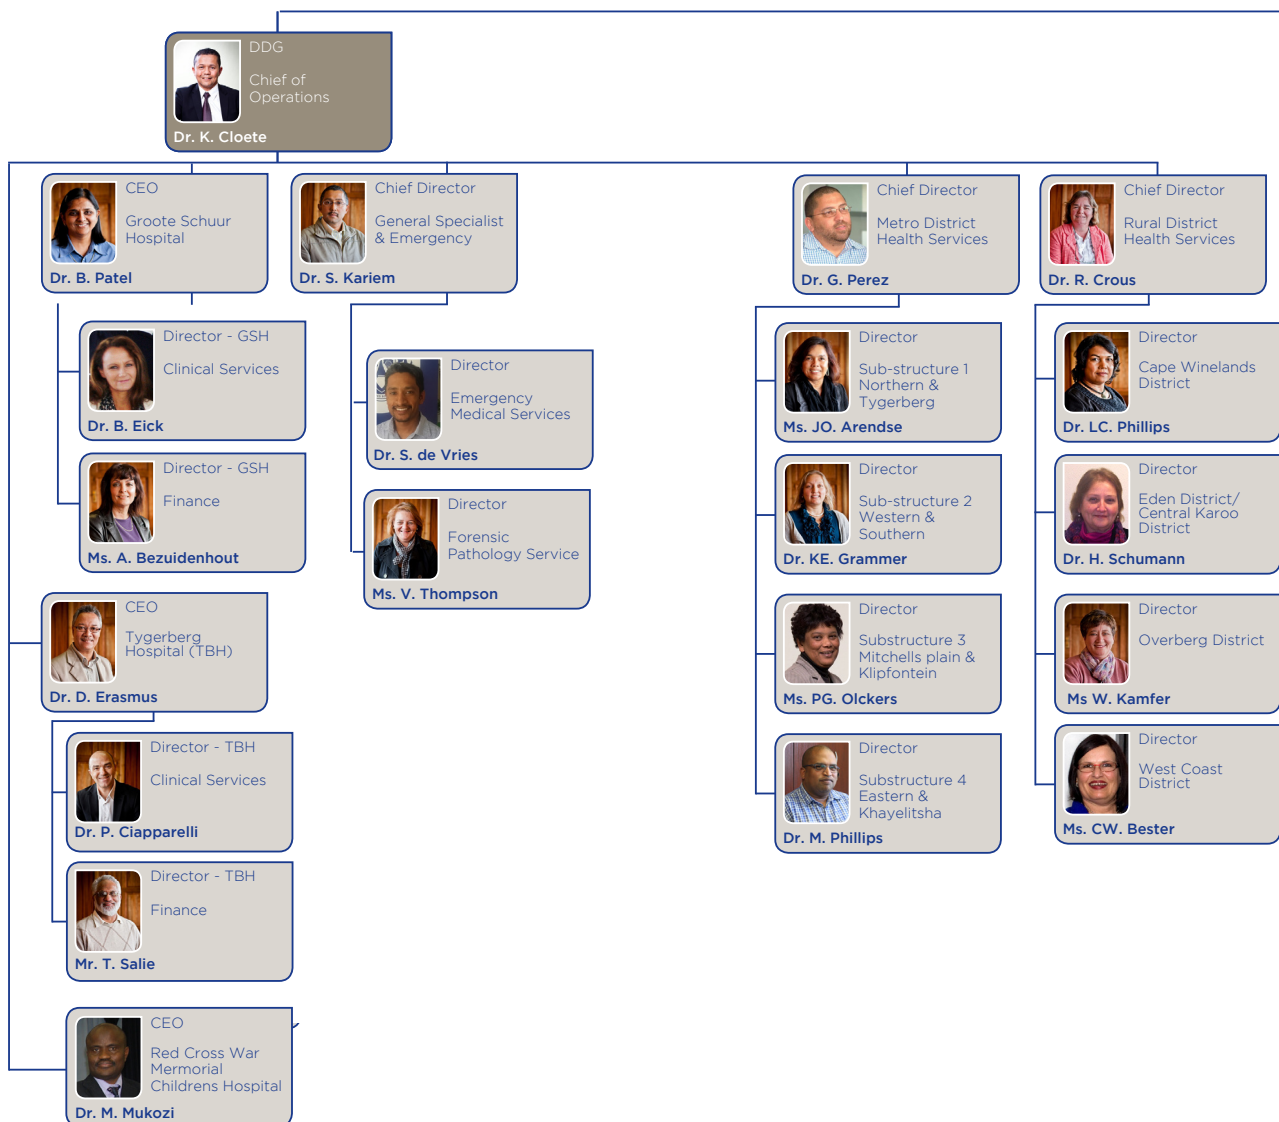 DDG
Chief of
Operations
Dr. K. Cloete
CEO
Groote Schuur
Hospital
Dr. B. Patel
Chief Director
General Specialist
& Emergency
Dr. S. Kariem
Chief Director
Metro District
Health Services
Dr. G. Perez
Chief Director
Rural District
Health Services
Dr. R. Crous
Director - GSH
Clinical Services
Dr. B. Eick
Director - GSH
Finance
Ms. A. Bezuidenhout
Director
Emergency
Medical Services
Dr. S. de Vries
Director
Forensic
Pathology Service
Ms. V. Thompson
Director
Sub-structure 1
Northern &
Tygerberg
Ms. JO. Arendse
Director
Sub-structure 2
Western &
Southern
Dr. KE. Grammer
Director
Substructure 3
Mitchells plain &
Klipfontein
Ms. PG. Olckers
Director
Substructure 4
Eastern &
Khayelitsha
Dr. M. Phillips
Director
Cape Winelands
District
Dr. LC. Phillips
Director
Eden District/
Central Karoo
District
Dr. H. Schumann
Director
Overberg District
Ms W. Kamfer
Director
West Coast
District
Ms. CW. Bester
CEO
Tygerberg
Hospital (TBH)
Dr. D. Erasmus
Director - TBH
Clinical Services
Dr. P. Ciapparelli
Director - TBH
Finance
Mr. T. Salie
CEO
Red Cross War
Mermorial
Childrens Hospital
Dr. M. Mukozi